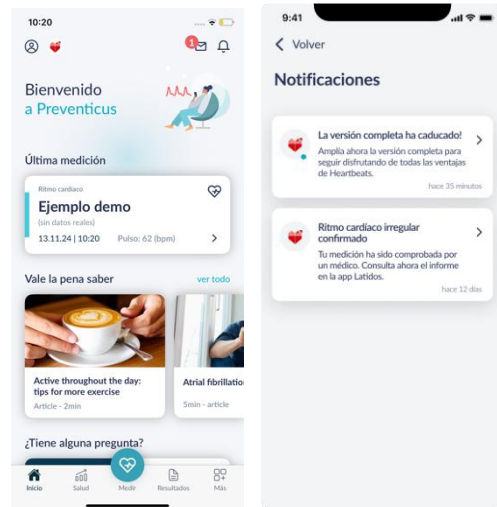 10:20
1
Bienvenido
a Preventicus
Última medición
Ritmo cardíaco
Ejemplo demo
(sin datos reales)
13.11.24 | 10:20 Pulso: 62 (bpm)
Vale la pena saber ver todo
Active throughout the day:
tips for more exercise
Article - 2min
Atrial fibrillatio
5min - article
¿Tiene alguna pregunta?
Inicio Salud Medir Resultados Más
9:41
Volver
Notificaciones
La versión completa ha caducado!
Amplía ahora la versión completa para
seguir disfrutando de todas las ventajas
de Heartbeats.
hace 35 minutos
Ritmo cardíaco irregular
confirmado
Tu medición ha sido comprobada por
un médico. Consulta ahora el informe
en la app Latidos.
hace 12 días